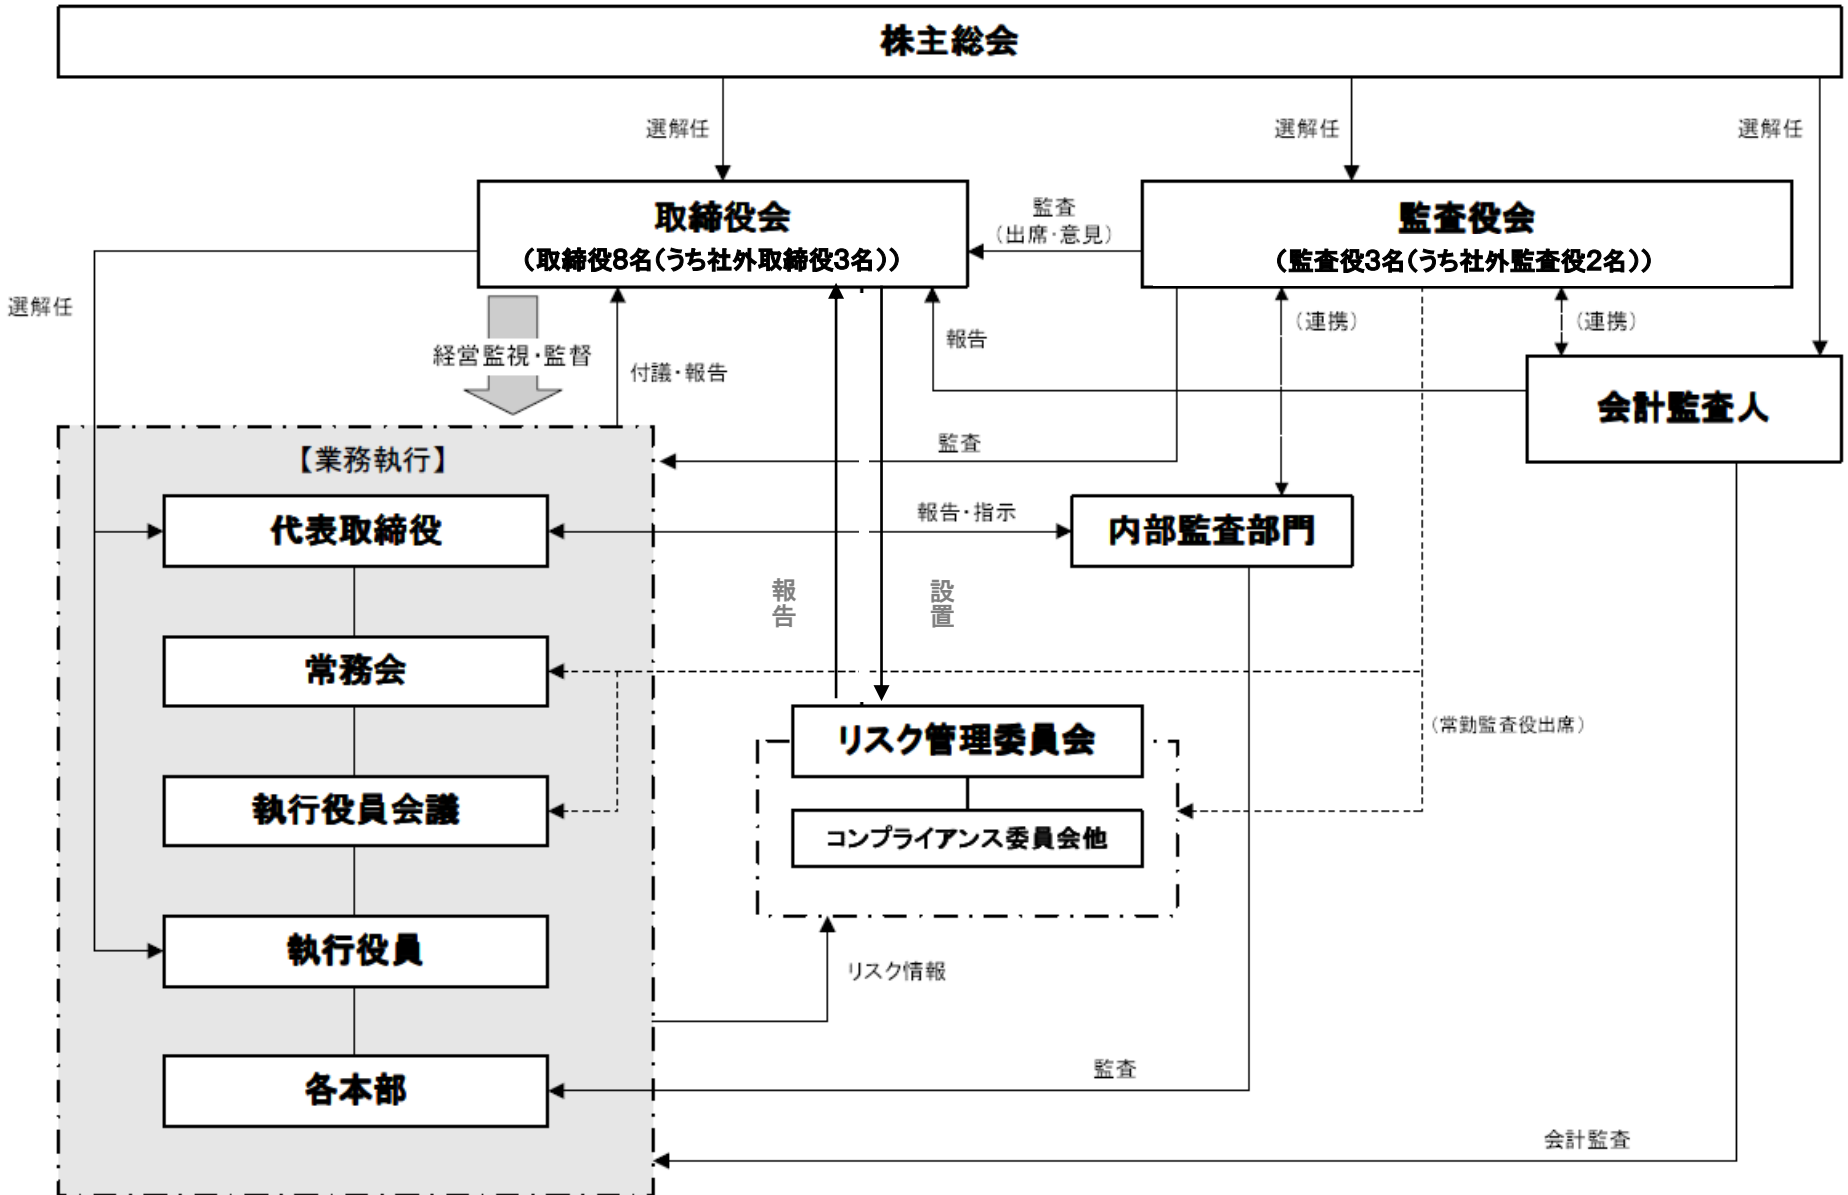 株主総会
選解任
選解任
選解任
取締役会
（取締役8名（うち社外取締役3名））
監査
（出席・意見）
監査役会
（監査役3名（うち社外監査役2名））
選解任
経営監視・監督
付議・報告
報告
（連携）
（連携）
会計監査人
監査
【業務執行】
代表取締役
報告・指示
内部監査部門
報告
設置
常務会
リスク管理委員会
（常勤監査役出席）
執行役員会議
コンプライアンス委員会他
執行役員
リスク情報
各本部
監査
会計監査